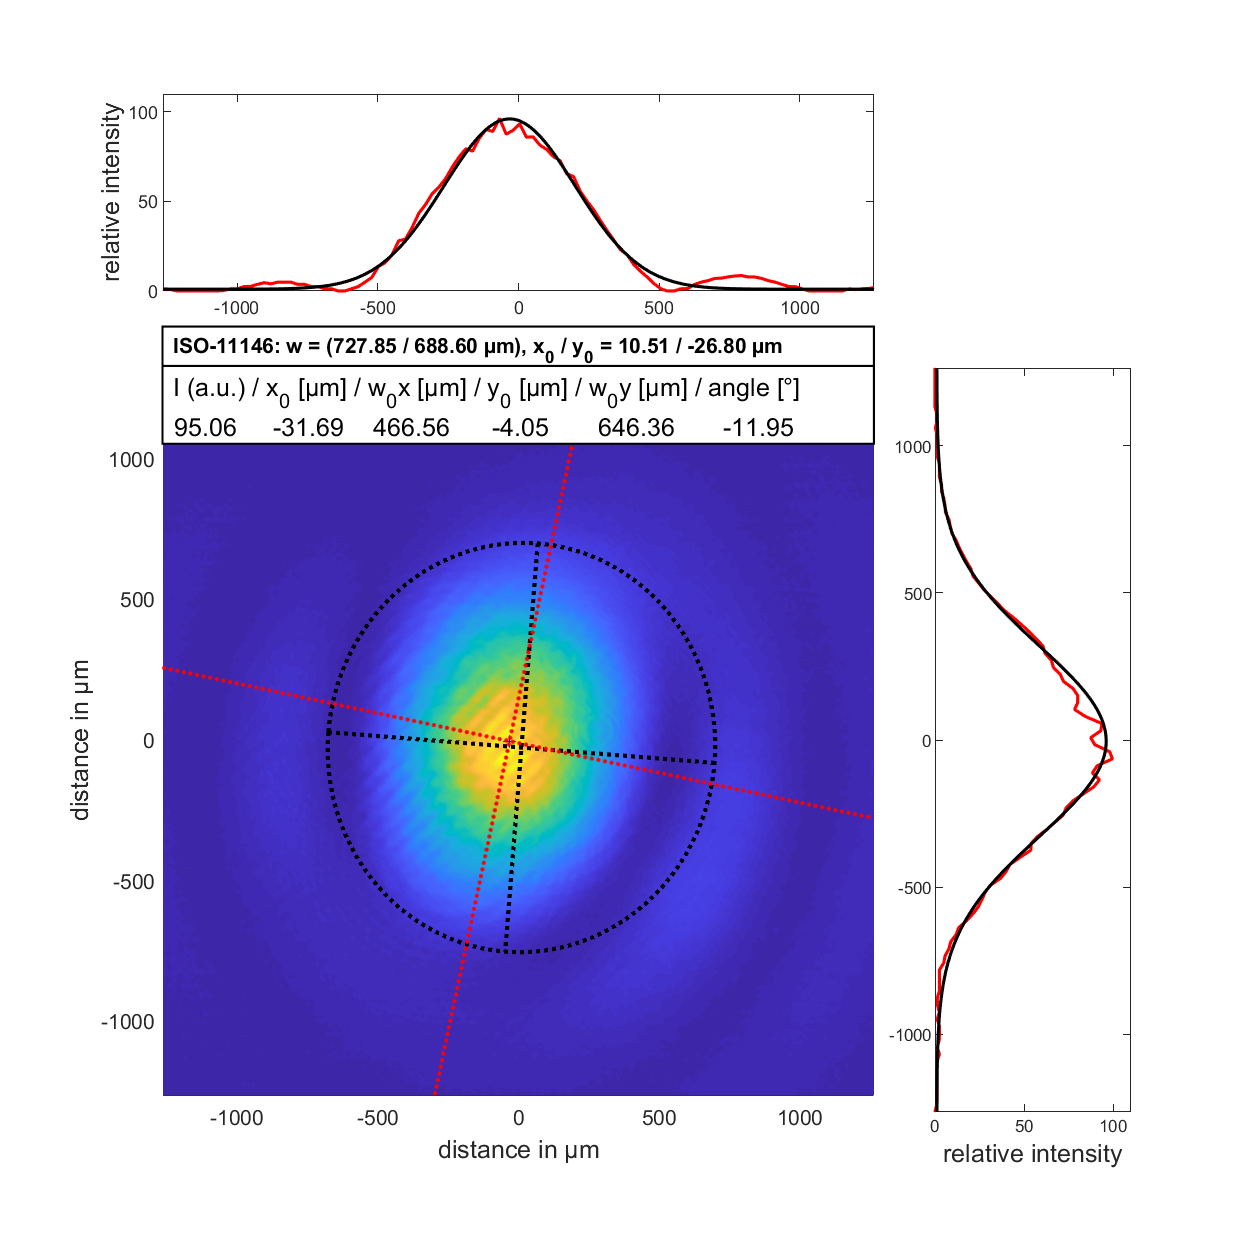 relative intensity
100
50
0
-1000 -500 0 500 1000
ISO-11146: w = (727.85 / 688.60 µm), x0 / y0 = 10.51 / -26.80 µm
I (a.u.) / x0 [µm] / w0x [µm] / y0 [µm] / w0y [µm] / angle [°]
95.06 -31.69 466.56 -4.05 646.36 -11.95
distance in µm
1000
500
0
-500
-1000
-1000 -500 0 500 1000
distance in µm
1000
500
0
-500
-1000
0 50 100
relative intensity